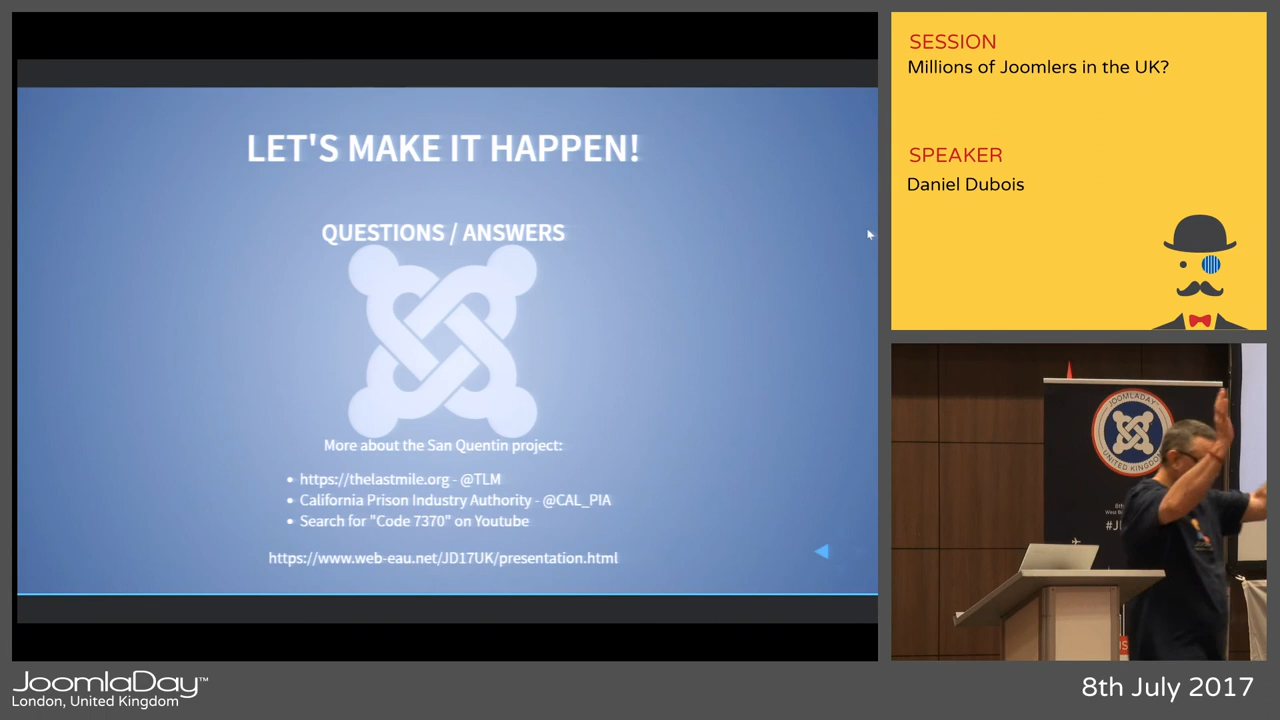 LET'S MAKE IT HAPPEN!
QUESTIONS / ANSWERS
More about the San Quentin project:
• https://thelastmile.org - @TLM
• California Prison Industry Authority - @CAL_PIA
• Search for "Code 7370" on Youtube
https://www.web-eau.net/JD17UK/presentation.html
SESSION
Millions of Joomlers in the UK?
SPEAKER
Daniel Dubois
JOOMLADAY
UNITED KINGDOM
JoomlaDay™
London, United Kingdom
8th July 2017